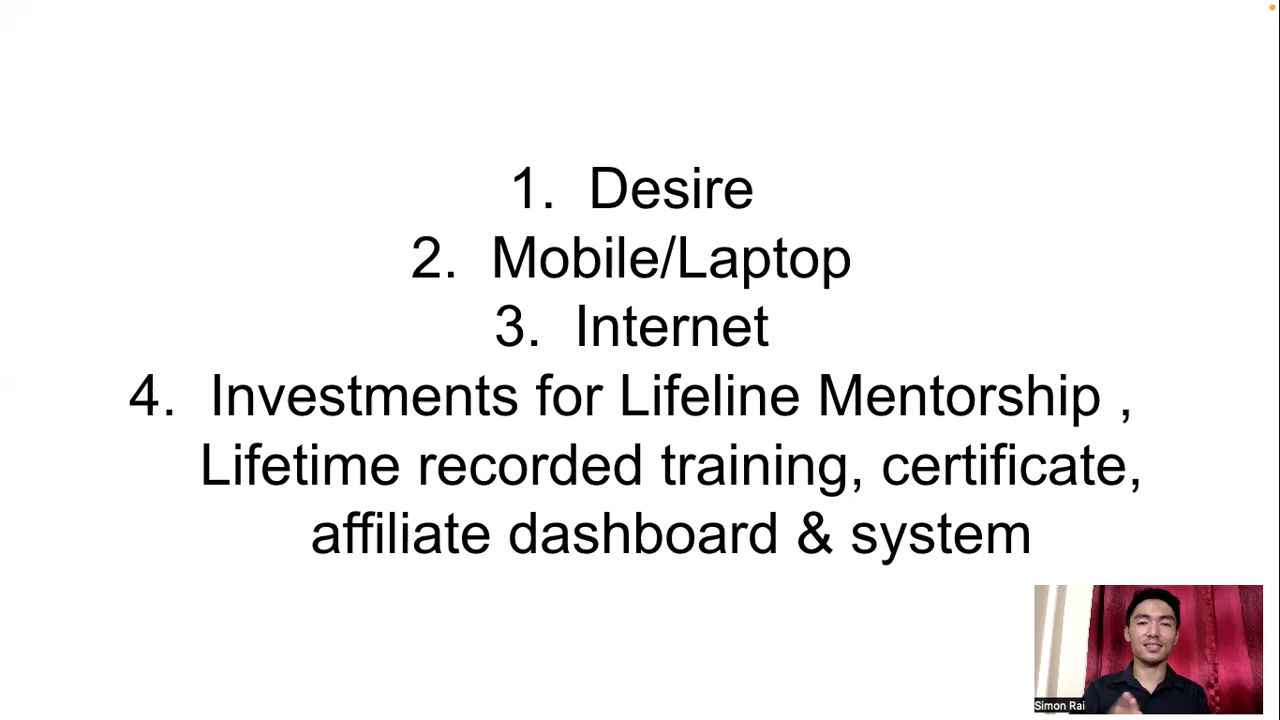 1. Desire
2. Mobile/Laptop
3. Internet
4. Investments for Lifeline Mentorship ,
Lifetime recorded training, certificate,
affiliate dashboard & system
Simon Rai